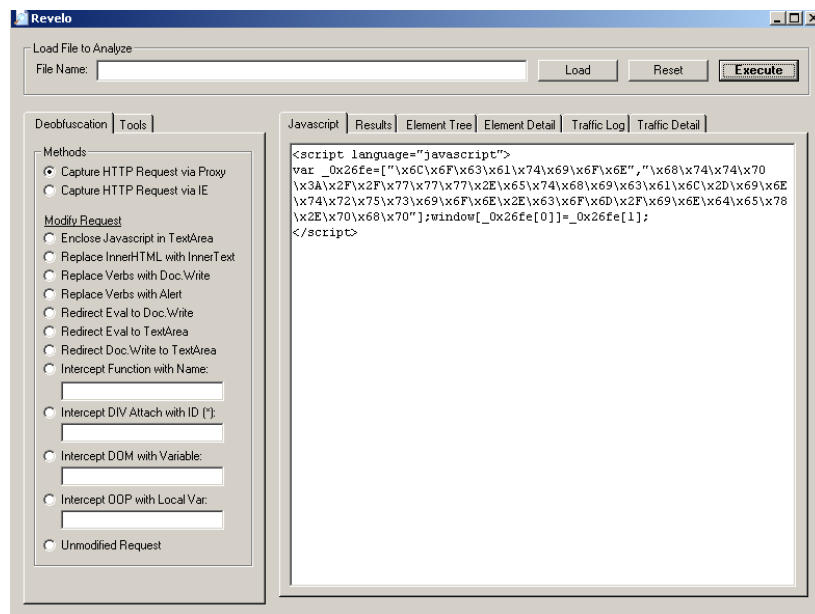 Revelo
Load File to Analyze
File Name:
Load
Reset
Execute
Deobfuscation
Tools
Methods
Capture HTTP Request via Proxy
Capture HTTP Request via IE
Modify Request
Enclose Javascript in TextArea
Replace InnerHTML with InnerText
Replace Verbs with Doc.Write
Replace Verbs with Alert
Redirect Eval to Doc.Write
Redirect Eval to TextArea
Redirect Doc.Write to TextArea
Intercept Function with Name:
Intercept DIV Attach with ID (*):
Intercept DOM with Variable:
Intercept OOP with Local Var:
Unmodified Request
Javascript
Results
Element Tree
Element Detail
Traffic Log
Traffic Detail
<script language="javascript">
var _0x26fe=["\x6C\x6F\x63\x61\x74\x69\x6F\x6E","\x68\x74\x74\x70
\x3A\x2F\x2F\x77\x77\x77\x2E\x65\x74\x68\x69\x63\x61\x6C\x2D\x69\x6E
\x74\x72\x75\x73\x69\x6F\x6E\x2E\x63\x6F\x6D\x2F\x69\x6E\x64\x65\x78
\x2E\x70\x68\x70"];window[_0x26fe[0]]=_0x26fe[1];
</script>